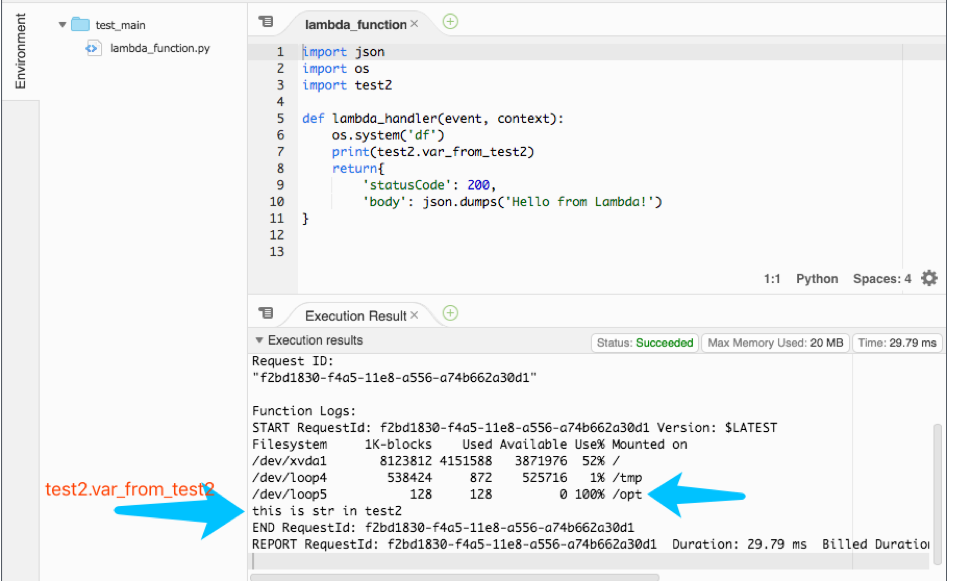 Environment
test_main
lambda_function.py
lambda_function ×
1 import json
2 import os
3 import test2
4
5 def lambda_handler(event, context):
6 os.system('df')
7 print(test2.var_from_test2)
8 return{
9 'statusCode': 200,
10 'body': json.dumps('Hello from Lambda!')
11 }
12
13
1:1 Python Spaces: 4
Execution Result ×
Execution results Status: Succeeded Max Memory Used: 20 MB Time: 29.79 ms
Request ID:
"f2bd1830-f4a5-11e8-a556-a74b662a30d1"
Function Logs:
START RequestId: f2bd1830-f4a5-11e8-a556-a74b662a30d1 Version: $LATEST
Filesystem 1K-blocks Used Available Use% Mounted on
/dev/xvda1 8123812 4151588 3871976 52% /
/dev/loop4 538424 872 525716 1% /tmp
test2.var_from_test2
/dev/loop5 128 128 0 100% /opt
this is str in test2
END RequestId: f2bd1830-f4a5-11e8-a556-a74b662a30d1
REPORT RequestId: f2bd1830-f4a5-11e8-a556-a74b662a30d1 Duration: 29.79 ms Billed Duratio